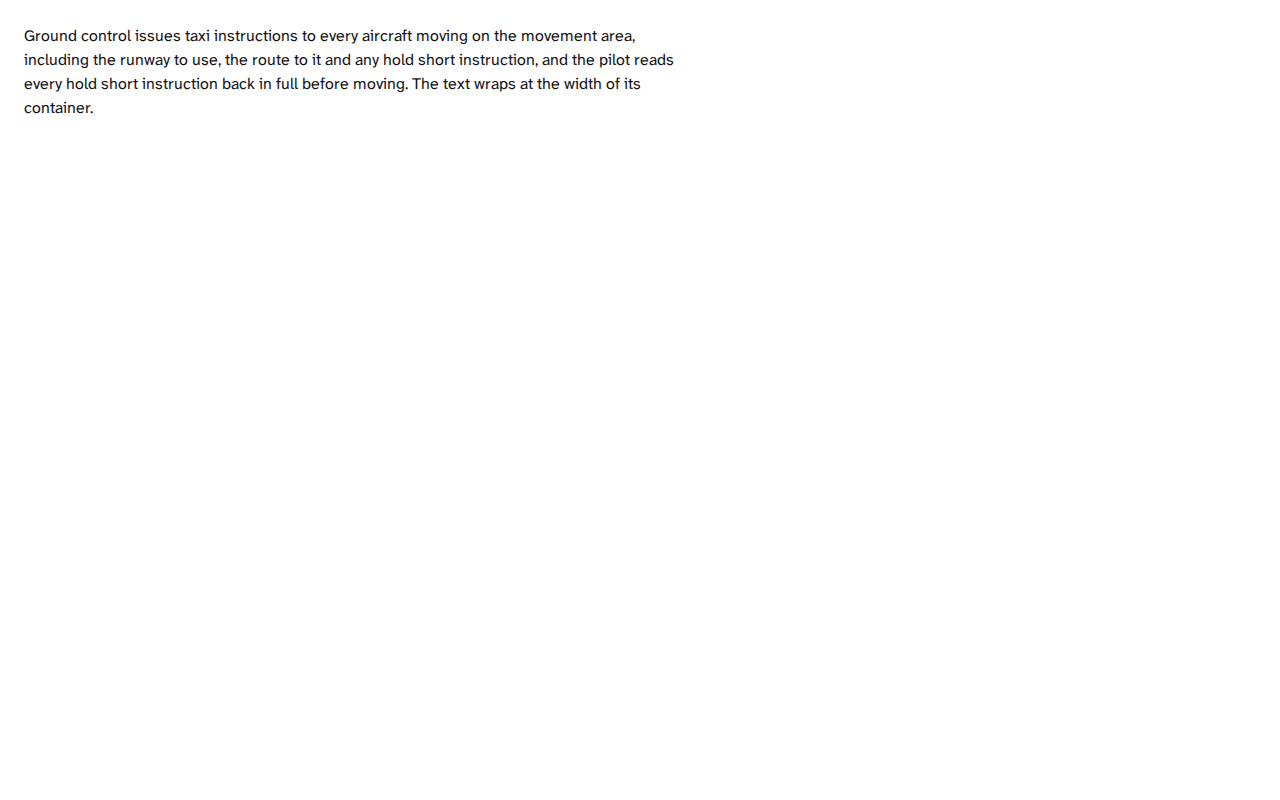 Ground control issues taxi instructions to every aircraft moving on the movement area,
including the runway to use, the route to it and any hold short instruction, and the pilot reads
every hold short instruction back in full before moving. The text wraps at the width of its
container.